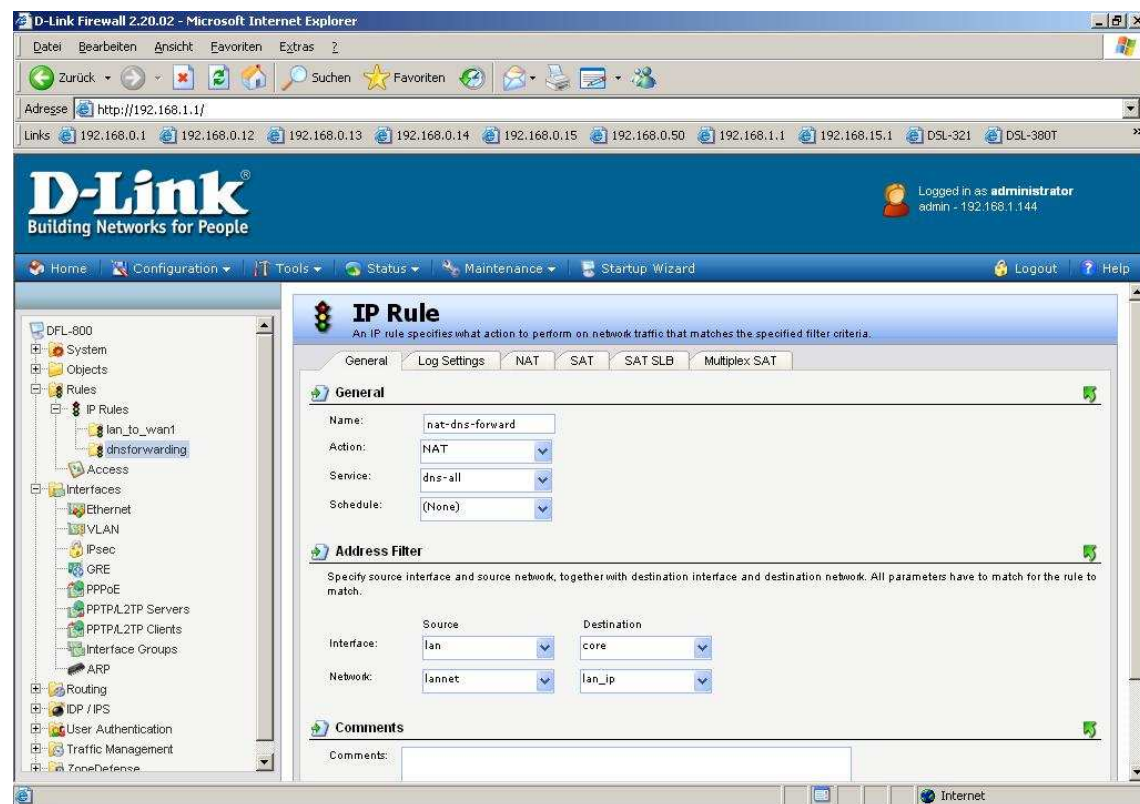 D-Link Firewall 2.20.02 - Microsoft Internet Explorer
Datei Bearbeiten Ansicht Favoriten Extras ?
Zurück Suchen Favoriten
Adresse http://192.168.1.1/
Links 192.168.0.1 192.168.0.12 192.168.0.13 192.168.0.14 192.168.0.15 192.168.0.50 192.168.1.1 192.168.15.1 DSL-321 DSL-380T »
D-Link®
Building Networks for People
Logged in as administrator
admin - 192.168.1.144
Home Configuration Tools Status Maintenance Startup Wizard Logout Help
DFL-800
System
Objects
Rules
IP Rules
lan_to_wan1
dnsforwarding
Access
Interfaces
Ethernet
VLAN
IPsec
GRE
PPPoE
PPTP/L2TP Servers
PPTP/L2TP Clients
Interface Groups
ARP
Routing
IDP / IPS
User Authentication
Traffic Management
ZoneDefense
IP Rule
An IP rule specifies what action to perform on network traffic that matches the specified filter criteria.
General Log Settings NAT SAT SAT SLB Multiplex SAT
General
Name: nat-dns-forward
Action: NAT
Service: dns-all
Schedule: (None)
Address Filter
Specify source interface and source network, together with destination interface and destination network. All parameters have to match for the rule to
match.
Source Destination
Interface: lan core
Network: lannet lan_ip
Comments
Comments:
Internet